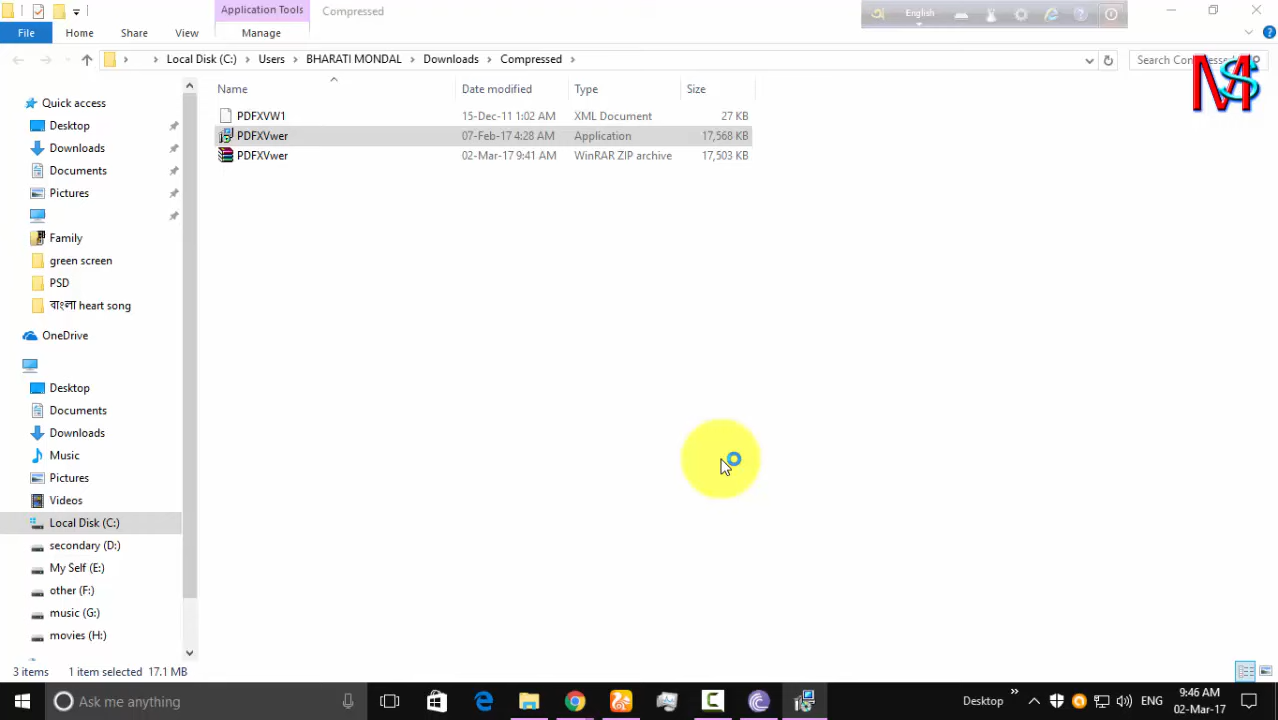 Application Tools Compressed English
File Home Share View Manage
Local Disk (C:) Users BHARATI MONDAL Downloads Compressed Search Compressed
MS
Name Date modified Type Size
PDFXVW1 15-Dec-11 1:02 AM XML Document 27 KB
PDFXVwer 07-Feb-17 4:28 AM Application 17,568 KB
PDFXVwer 02-Mar-17 9:41 AM WinRAR ZIP archive 17,503 KB
Quick access
Desktop
Downloads
Documents
Pictures
Family
green screen
PSD
বাংলা heart song
OneDrive
Desktop
Documents
Downloads
Music
Pictures
Videos
Local Disk (C:)
secondary (D:)
My Self (E:)
other (F:)
music (G:)
movies (H:)
3 items 1 item selected 17.1 MB
Ask me anything Desktop ENG 9:46 AM
02-Mar-17